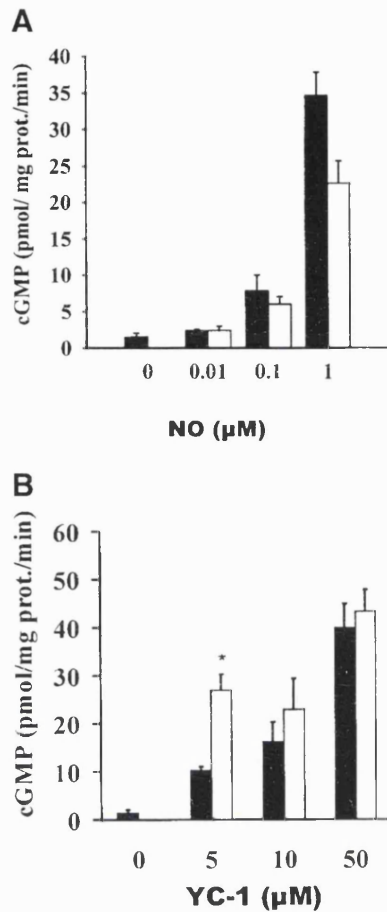 A
cGMP (pmol/ mg prot./min)
40
35
30
25
20
15
10
5
0
0 0.01 0.1 1
NO (µM)
B
cGMP (pmol/mg prot./min)
60
50
40
30
20
10
0
*
0 5 10 50
YC-1 (µM)